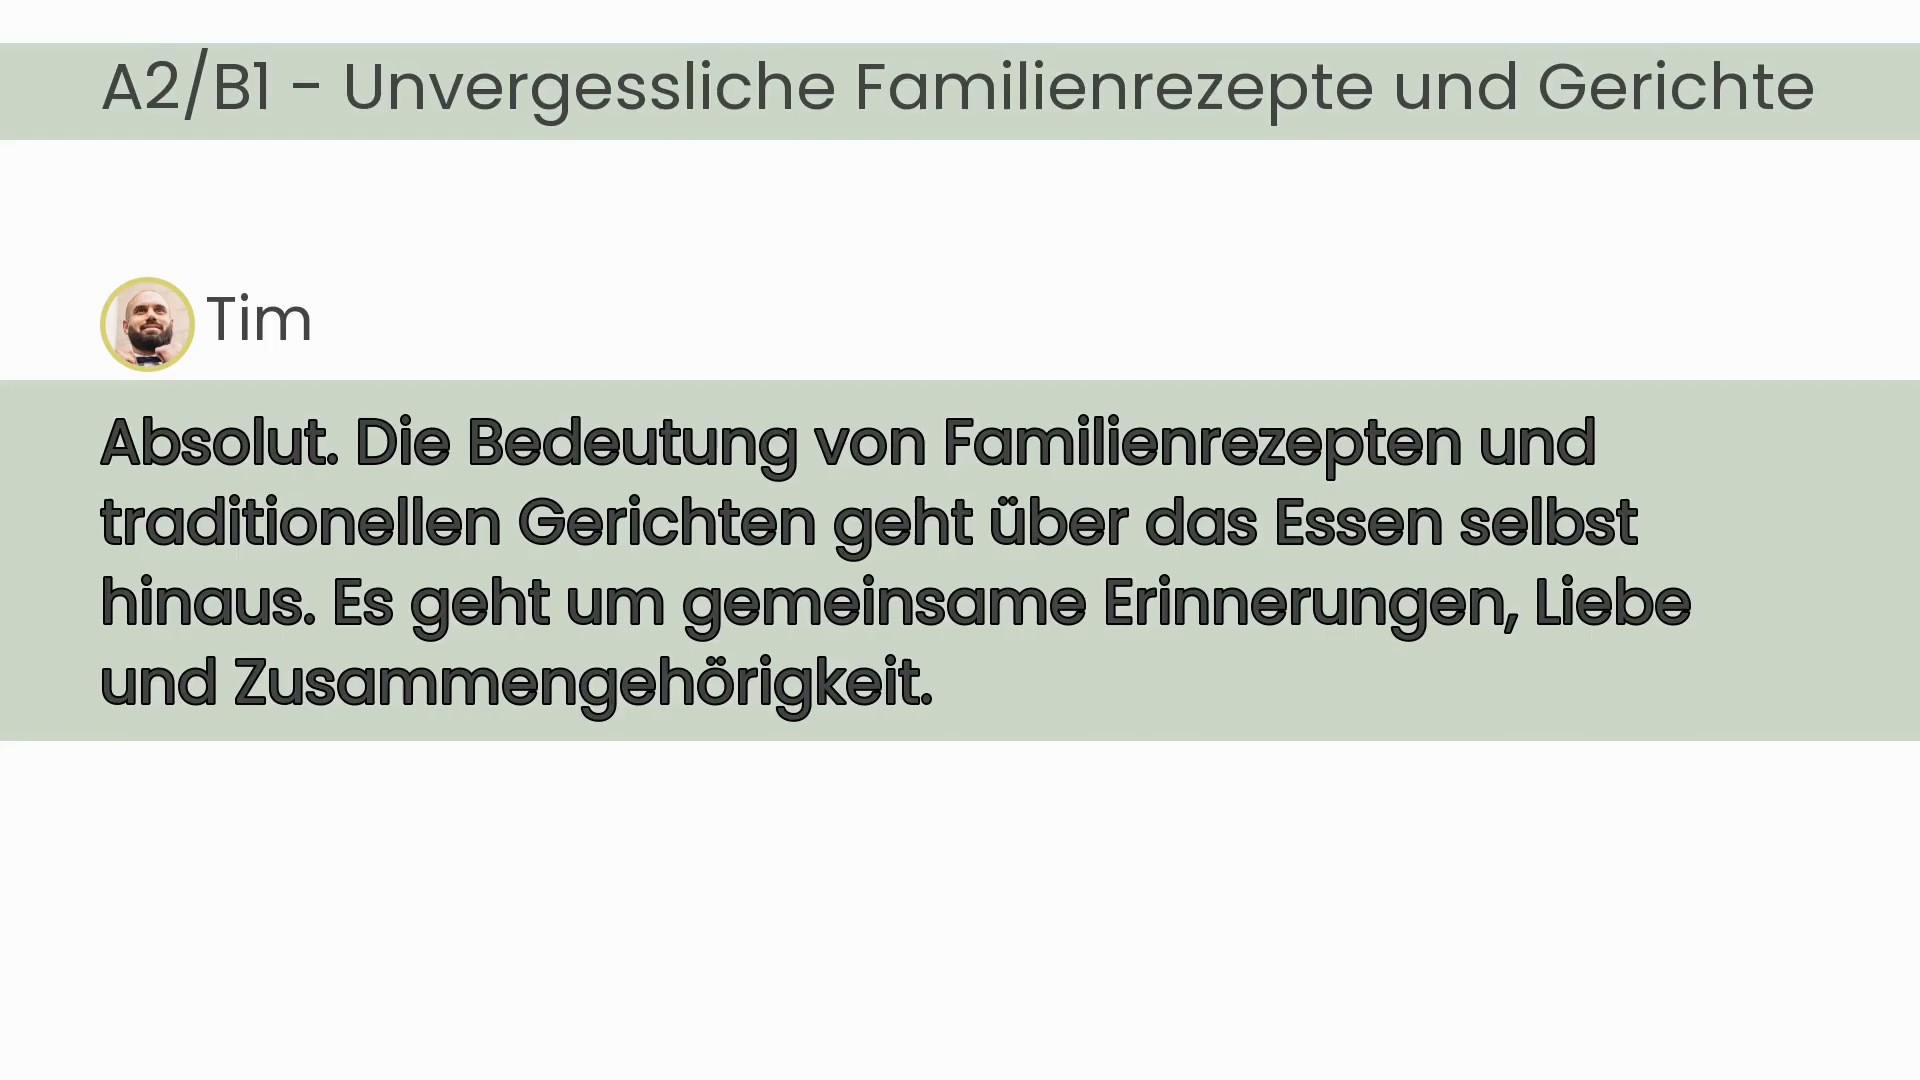 A2/B1 - Unvergessliche Familienrezepte und Gerichte
Tim
Absolut. Die Bedeutung von Familienrezepten und
traditionellen Gerichten geht über das Essen selbst
hinaus. Es geht um gemeinsame Erinnerungen, Liebe
und Zusammengehörigkeit.